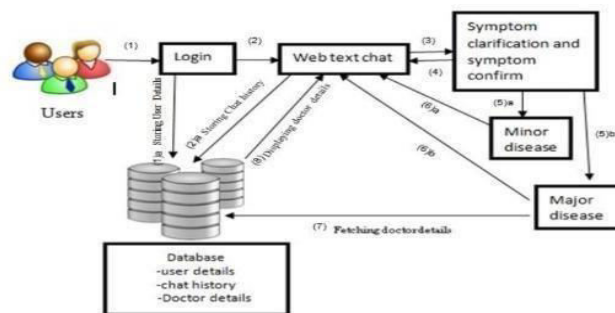 (1)
Login
(2)
Web text chat
(3)
(4)
Symptom
clarification and
symptom
confirm
Users
(5)a
(5)b
(6)a
Minor
disease
(6)b
Major
disease
Storing User Details
(2)a Storing Chat history
(8) Displaying doctor details
(7) Fetching doctor details
Database
-user details
-chat history
-Doctor details